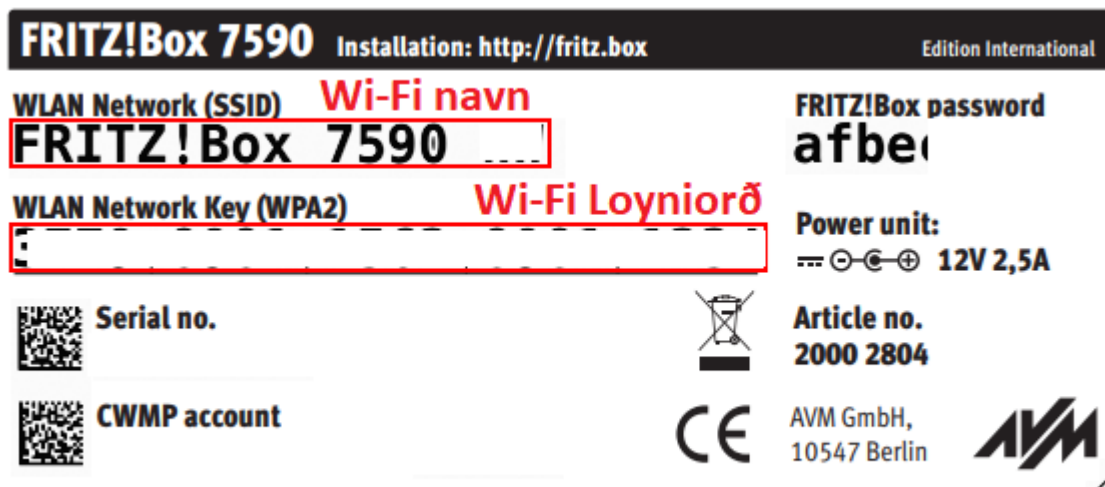 FRITZ!Box 7590 Installation: http://fritz.box Edition International
WLAN Network (SSID) Wi-Fi navn
FRITZ!Box 7590
FRITZ!Box password
WLAN Network Key (WPA2) Wi-Fi Loyniorð
Power unit:
12V 2,5A
Serial no.
Article no.
2000 2804
CWMP account
CE
AVM GmbH,
10547 Berlin
AVM